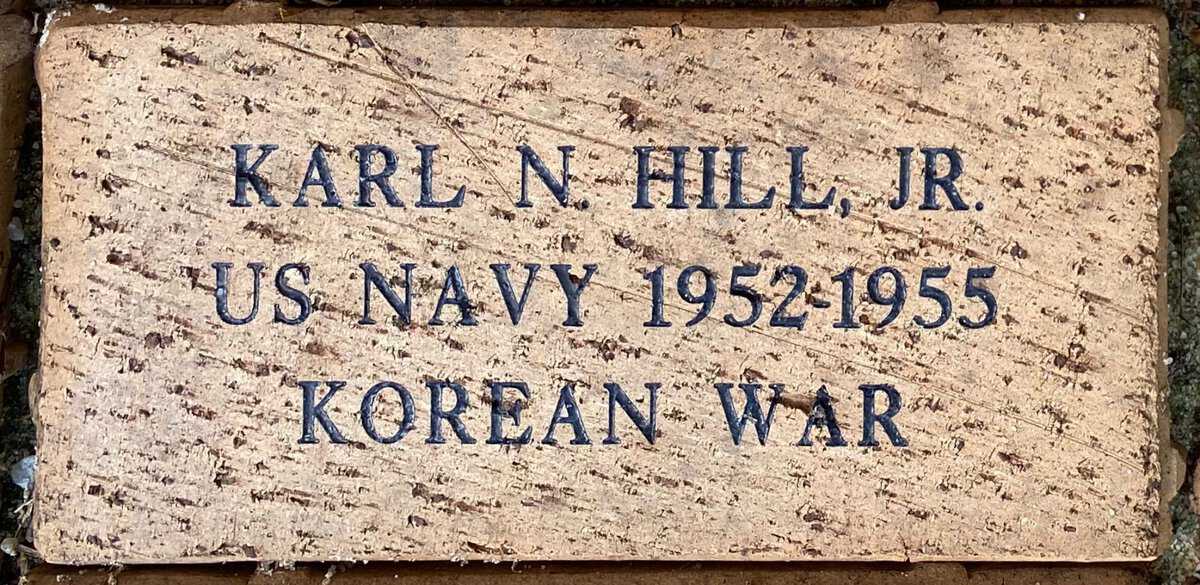 KARL N. HILL, JR.
US NAVY 1952-1955
KOREAN WAR